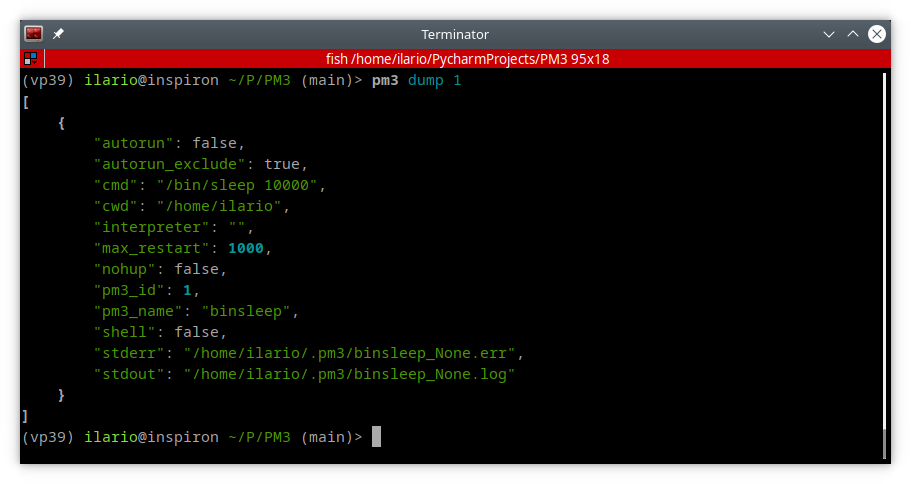 Terminator
fish /home/ilario/PycharmProjects/PM3 95x18
(vp39) ilario@inspiron ~/P/PM3 (main)> pm3 dump 1
[
    {
        "autorun": false,
        "autorun_exclude": true,
        "cmd": "/bin/sleep 10000",
        "cwd": "/home/ilario",
        "interpreter": "",
        "max_restart": 1000,
        "nohup": false,
        "pm3_id": 1,
        "pm3_name": "binsleep",
        "shell": false,
        "stderr": "/home/ilario/.pm3/binsleep_None.err",
        "stdout": "/home/ilario/.pm3/binsleep_None.log"
    }
]
(vp39) ilario@inspiron ~/P/PM3 (main)>